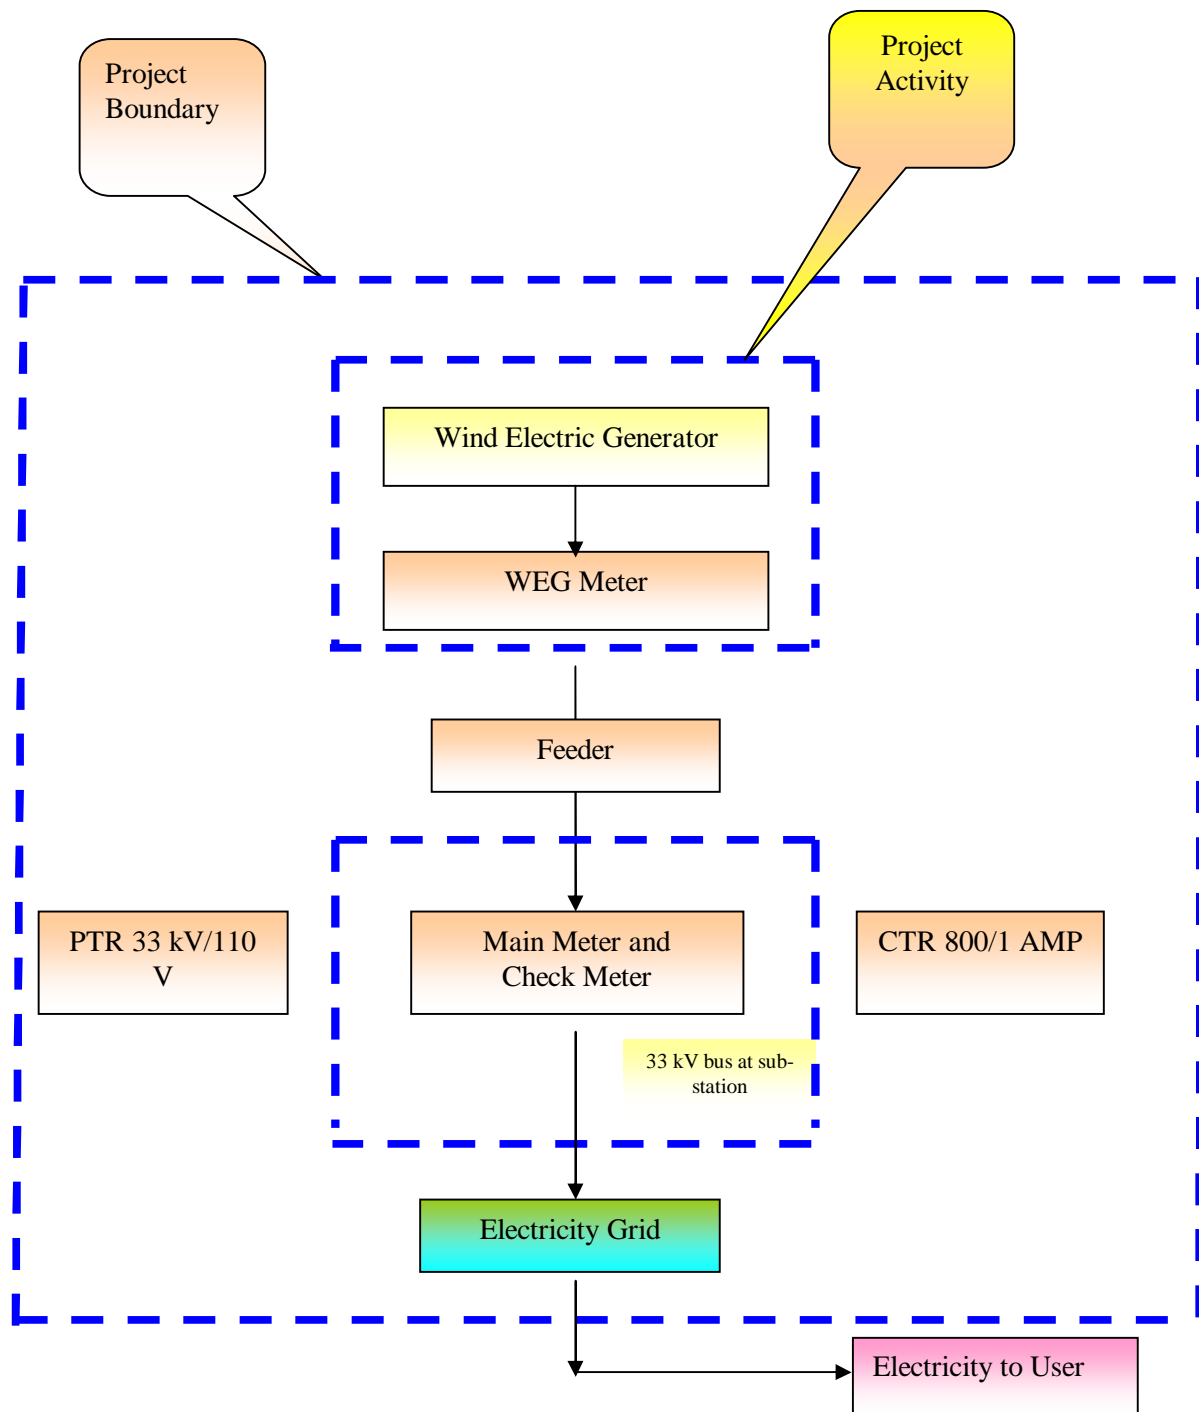 Project
Boundary
Project
Activity
Wind Electric Generator
WEG Meter
Feeder
PTR 33 kV/110
V
Main Meter and
Check Meter
CTR 800/1 AMP
33 kV bus at sub-
station
Electricity Grid
Electricity to User